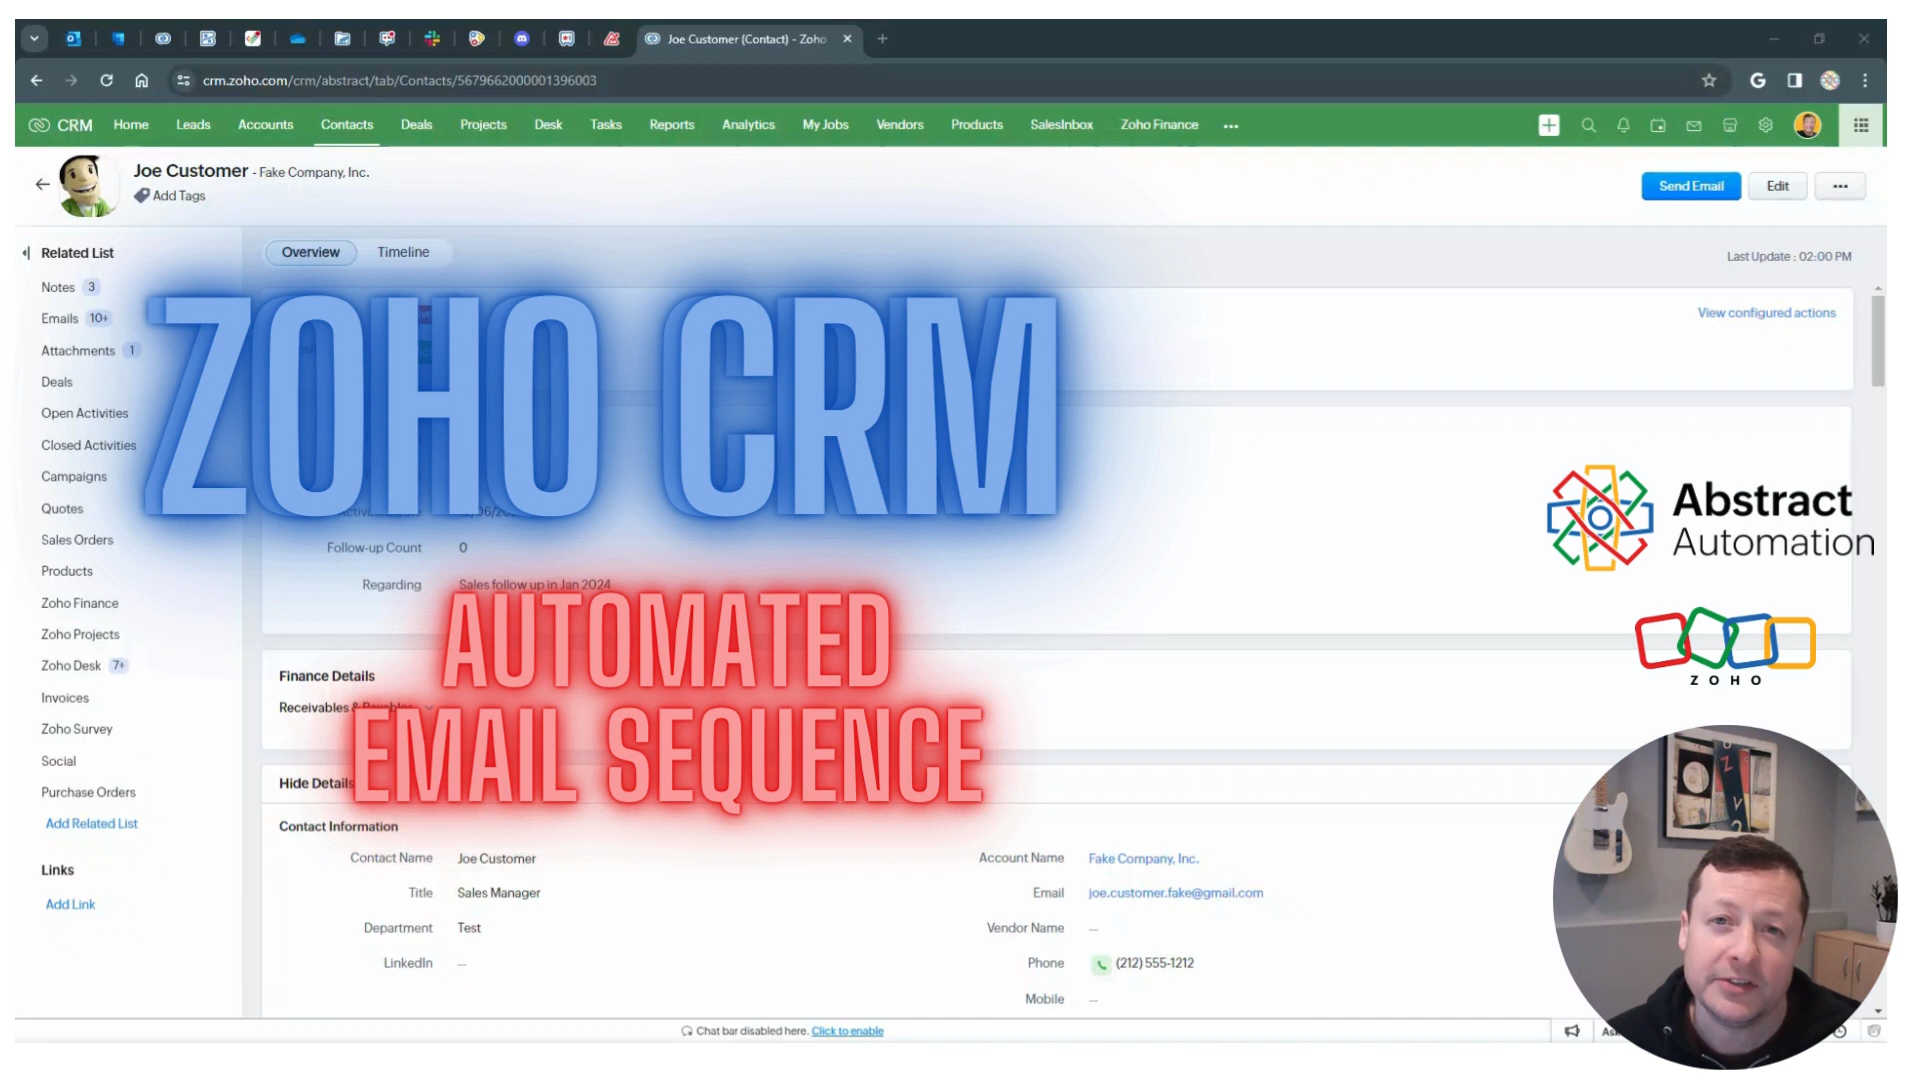 Joe Customer (Contact) - Zoho
crm.zoho.com/crm/abstract/tab/Contacts/5679662000001396003
CRM Home Leads Accounts Contacts Deals Projects Desk Tasks Reports Analytics My Jobs Vendors Products SalesInbox Zoho Finance ...
Joe Customer - Fake Company, Inc.
Add Tags
Send Email Edit ...
Related List
Overview Timeline
Last Update : 02:00 PM
Notes 3
View configured actions
Emails 10+
Attachments 1
Deals
Open Activities
Closed Activities
Campaigns
Quotes
Sales Orders
Products
Zoho Finance
Zoho Projects
Zoho Desk 7+
Invoices
Zoho Survey
Social
Purchase Orders
Add Related List
Links
Add Link
ZOHO CRM
Follow-up Count 0
Regarding Sales follow up in Jan 2024
AUTOMATED
EMAIL SEQUENCE
Abstract
Automation
ZOHO
Finance Details
Receivables & Payables
Hide Details
Contact Information
Contact Name Joe Customer
Account Name Fake Company, Inc.
Title Sales Manager
Email joe.customer.fake@gmail.com
Department Test
Vendor Name —
LinkedIn —
Phone (212) 555-1212
Mobile —
Chat bar disabled here. Click to enable